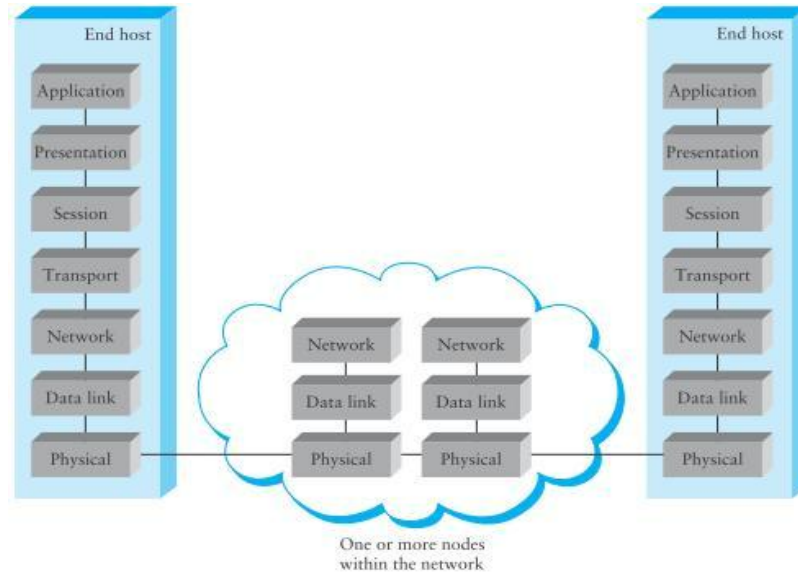 End host
Application
Presentation
Session
Transport
Network
Data link
Physical
Network
Data link
Physical
Network
Data link
Physical
End host
Application
Presentation
Session
Transport
Network
Data link
Physical
One or more nodes
within the network